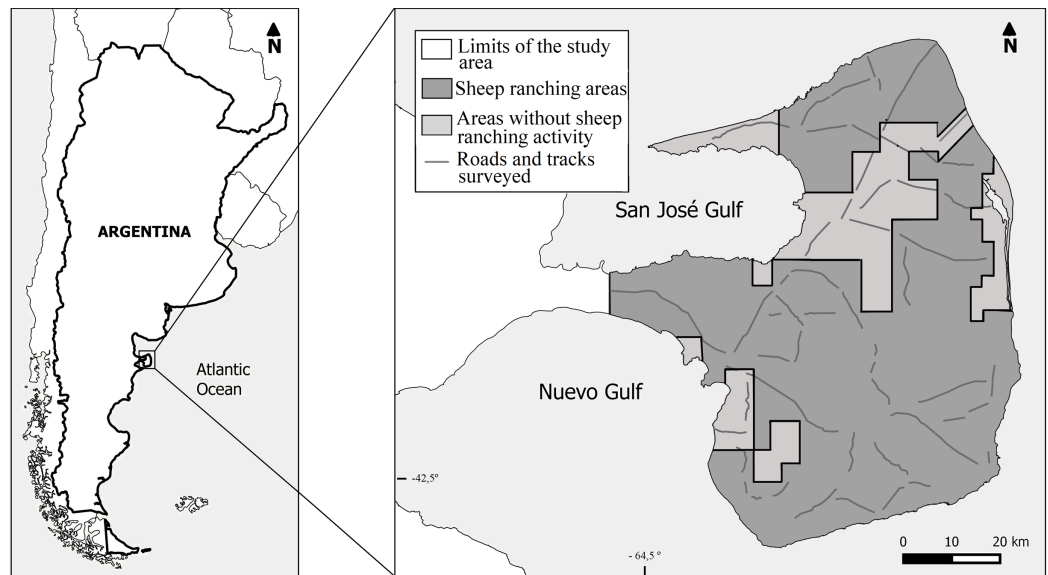 N
ARGENTINA
Atlantic
Ocean
Limits of the study
area
Sheep ranching areas
Areas without sheep
ranching activity
Roads and tracks
surveyed
N
San José Gulf
Nuevo Gulf
-42,5°
-64,5°
0 10 20 km